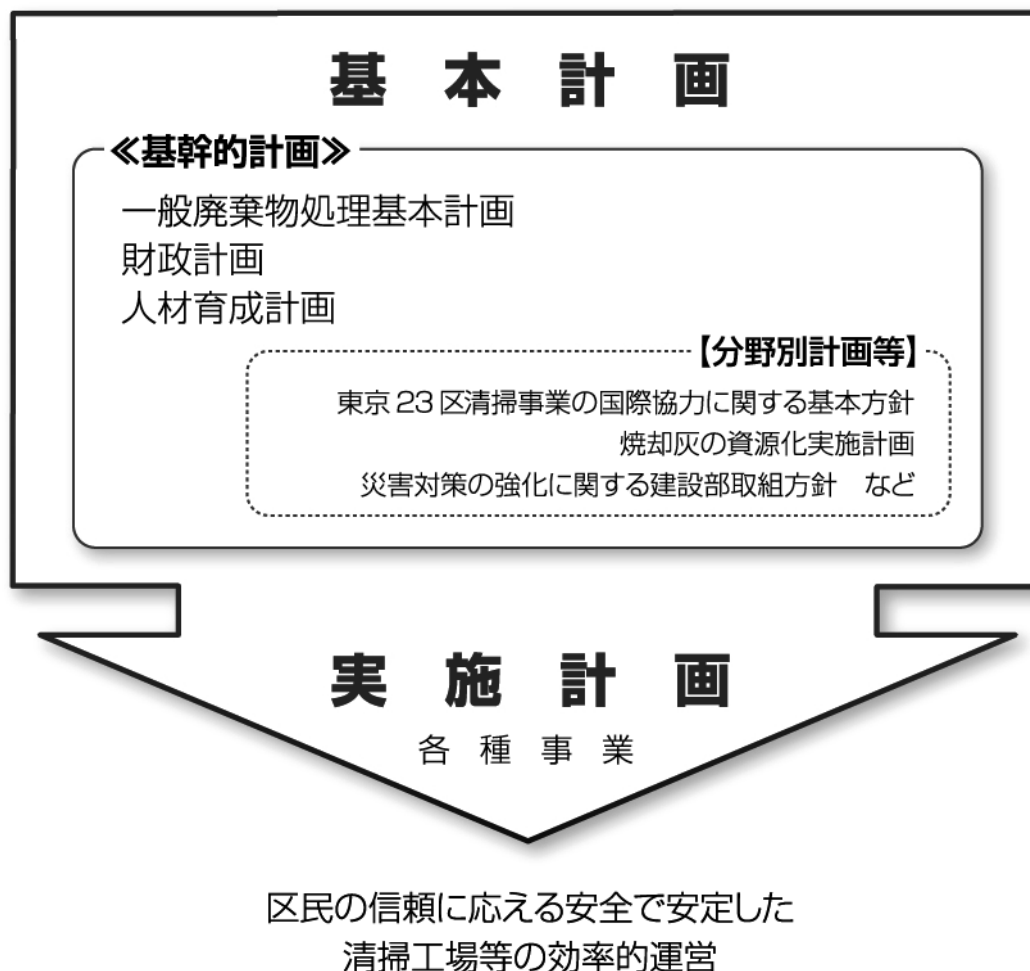 基本計画
≪基幹的計画≫
一般廃棄物処理基本計画
財政計画
人材育成計画
【分野別計画等】
東京23区清掃事業の国際協力に関する基本方針
焼却灰の資源化実施計画
災害対策の強化に関する建設部取組方針　など
実施計画
各種事業
区民の信頼に応える安全で安定した
清掃工場等の効率的運営